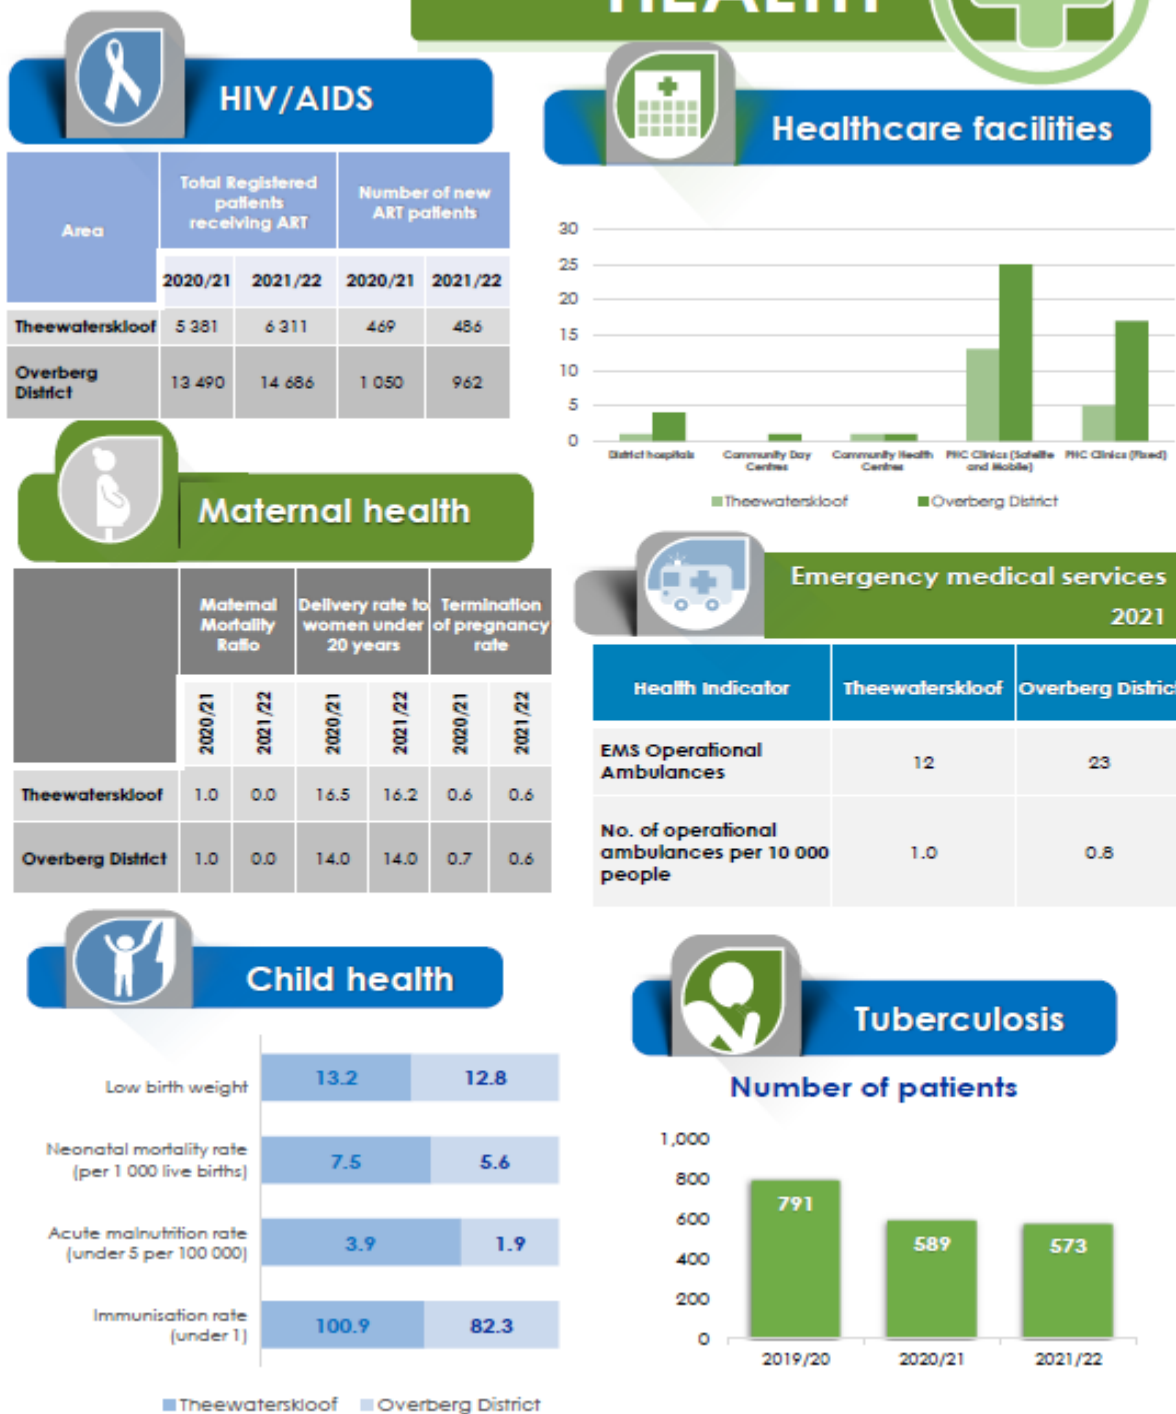 HEALTH
HIV/AIDS
Area
Total Registered
patients
receiving ART
Number of new
ART patients
2020/21 2021/22 2020/21 2021/22
Theewaterskloof 5 381 6 311 469 486
Overberg
District
13 490 14 686 1 050 962
Healthcare facilities
30
25
20
15
10
5
0
District hospitals
Community Day
Centres
Community Health
Centres
PHC Clinics (Satelite
and Mobile)
PHC Clinics (Fixed)
Theewaterskloof Overberg District
Maternal health
Maternal
Mortality
Ratio
Delivery rate to
women under
20 years
Termination
of pregnancy
rate
2020/21 2021/22 2020/21 2021/22 2020/21 2021/22
Theewaterskloof 1.0 0.0 16.5 16.2 0.6 0.6
Overberg District 1.0 0.0 14.0 14.0 0.7 0.6
Emergency medical services
2021
Health Indicator Theewaterskloof Overberg District
EMS Operational
Ambulances
12 23
No. of operational
ambulances per 10 000
people
1.0 0.8
Child health
Low birth weight 13.2 12.8
Neonatal mortality rate
(per 1 000 live births)
7.5 5.6
Acute malnutrition rate
(under 5 per 100 000)
3.9 1.9
Immunisation rate
(under 1)
100.9 82.3
Theewaterskloof Overberg District
Tuberculosis
Number of patients
1,000
800
600
400
200
0
791
589
573
2019/20 2020/21 2021/22